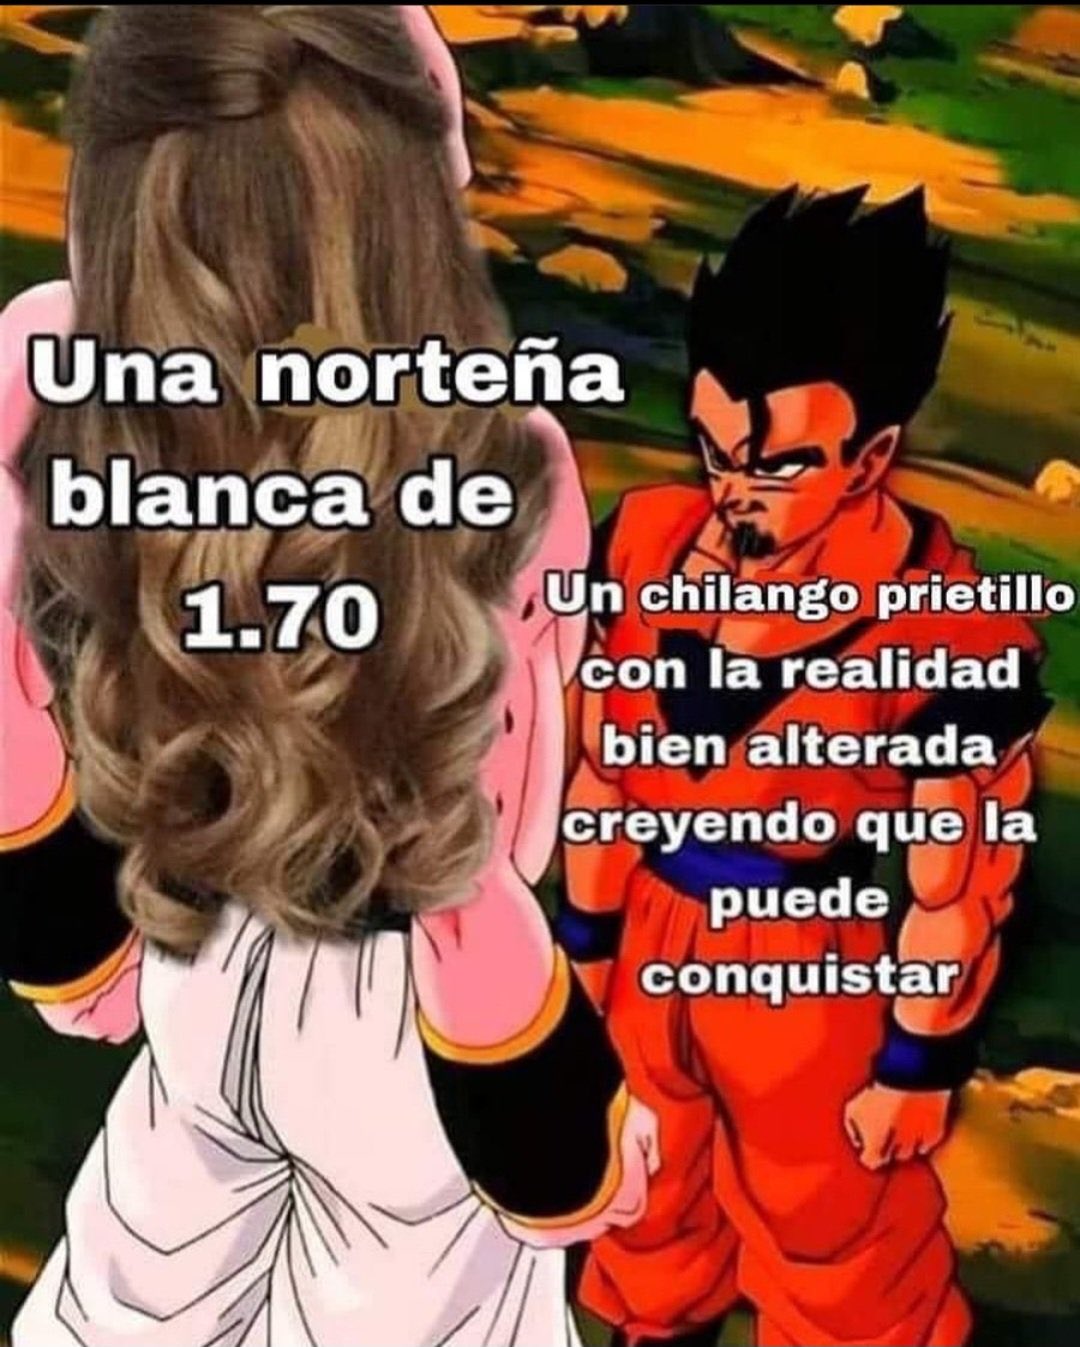 Una norteña
blanca de
1.70
Un chilango prietillo
con la realidad
bien alterada
creyendo que la
puede
conquistar